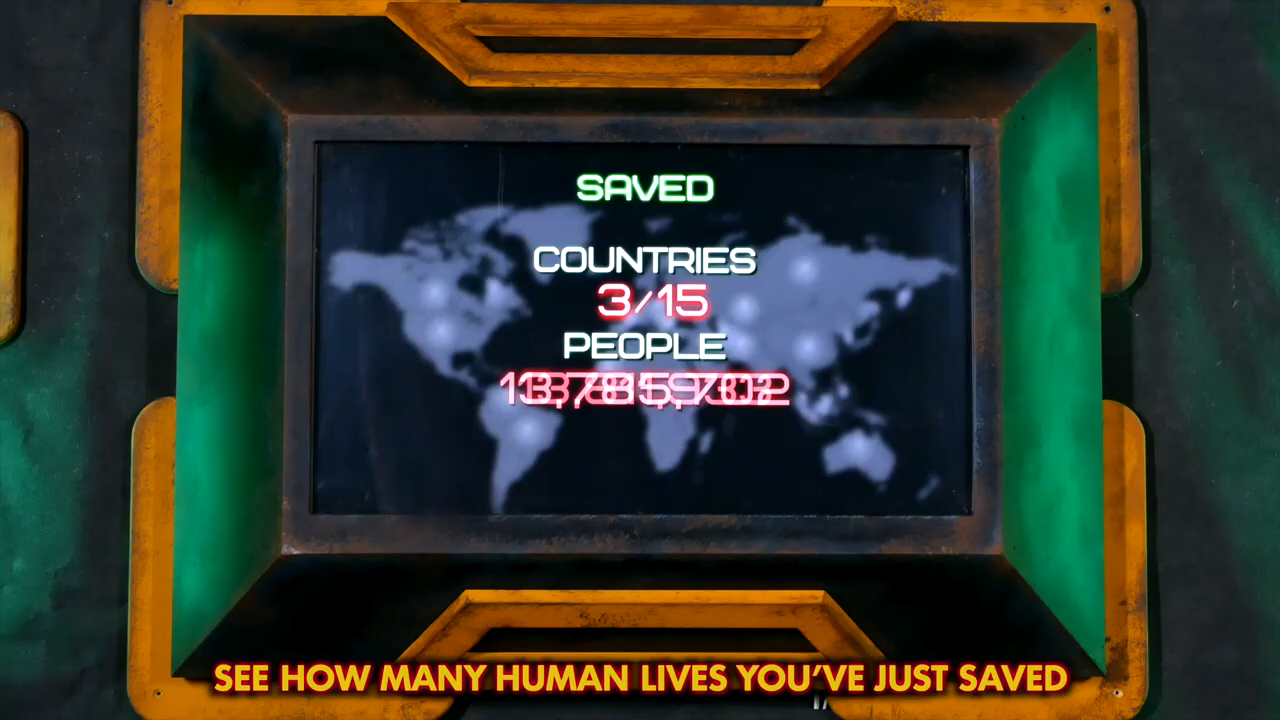 SAVED
COUNTRIES
3/15
PEOPLE
SEE HOW MANY HUMAN LIVES YOU'VE JUST SAVED